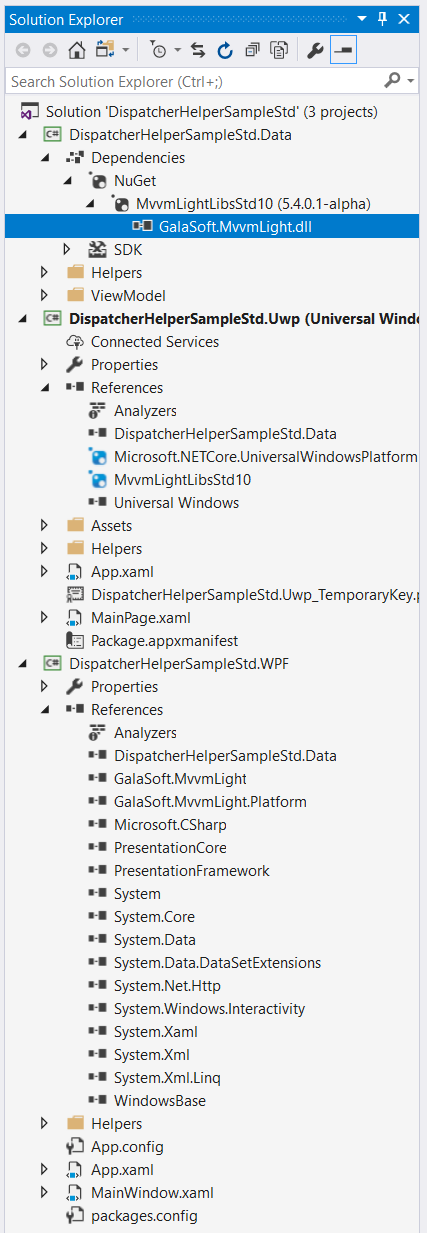 Solution Explorer
Search Solution Explorer (Ctrl+;)
Solution 'DispatcherHelperSampleStd' (3 projects)
C# DispatcherHelperSampleStd.Data
Dependencies
NuGet
MvvmLightLibsStd10 (5.4.0.1-alpha)
GalaSoft.MvvmLight.dll
SDK
Helpers
ViewModel
C# DispatcherHelperSampleStd.Uwp (Universal Windo
Connected Services
Properties
References
Analyzers
DispatcherHelperSampleStd.Data
Microsoft.NETCore.UniversalWindowsPlatform
MvvmLightLibsStd10
Universal Windows
Assets
Helpers
App.xaml
DispatcherHelperSampleStd.Uwp_TemporaryKey.p
MainPage.xaml
Package.appxmanifest
C# DispatcherHelperSampleStd.WPF
Properties
References
Analyzers
DispatcherHelperSampleStd.Data
GalaSoft.MvvmLight
GalaSoft.MvvmLight.Platform
Microsoft.CSharp
PresentationCore
PresentationFramework
System
System.Core
System.Data
System.Data.DataSetExtensions
System.Net.Http
System.Windows.Interactivity
System.Xaml
System.Xml
System.Xml.Linq
WindowsBase
Helpers
App.config
App.xaml
MainWindow.xaml
packages.config